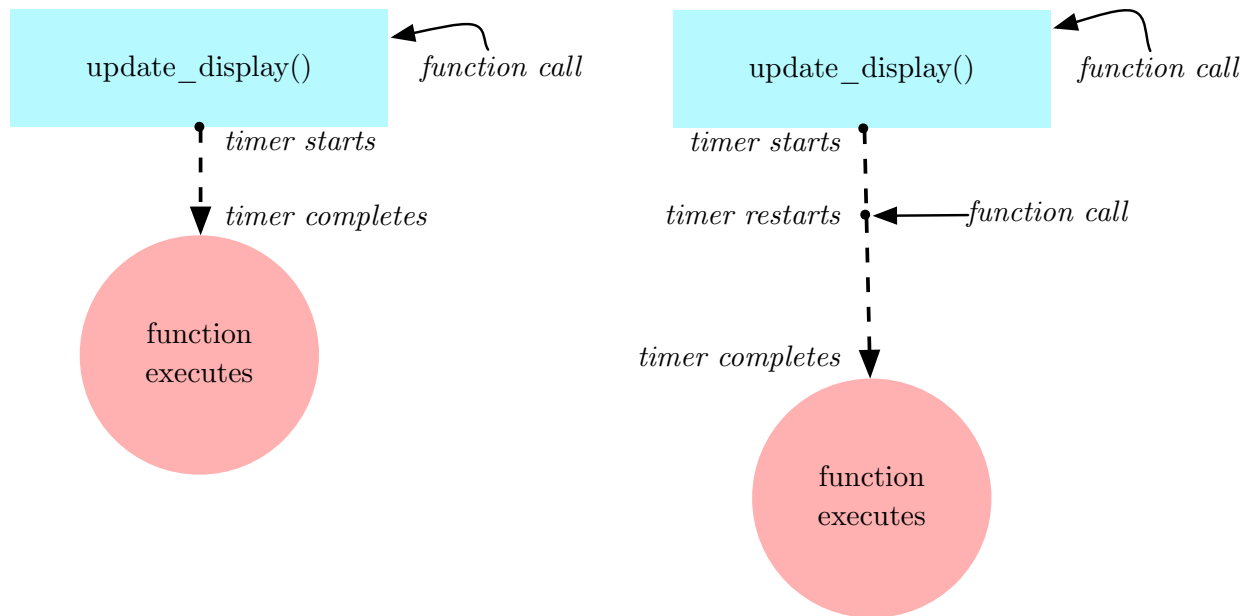 update_display()
function call
timer starts
timer completes
function
executes
update_display()
function call
timer starts
timer restarts
function call
timer completes
function
executes